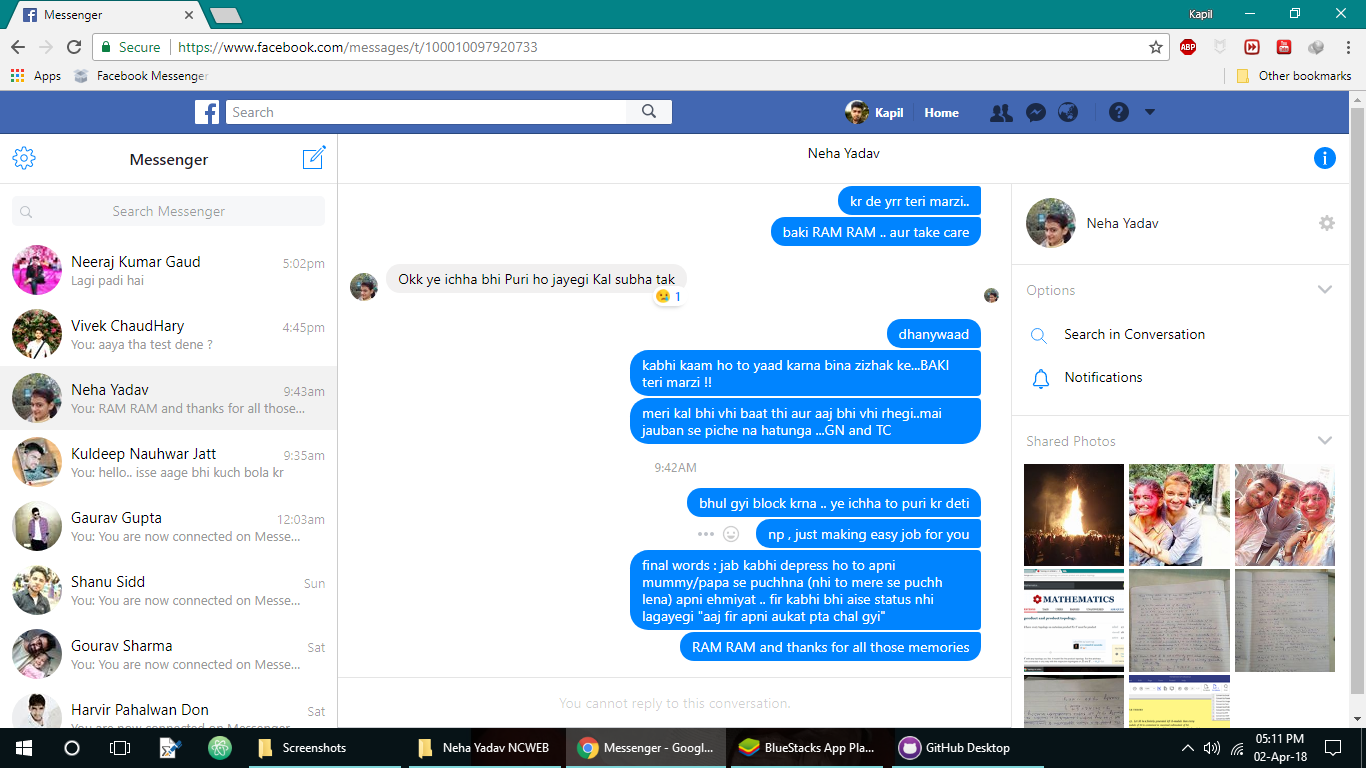 Messenger
Kapil
Secure
https://www.facebook.com/messages/t/100010097920733
ABP
Apps
Facebook Messenger
Other bookmarks
Search
Kapil
Home
Messenger
Neha Yadav
Search Messenger
Neeraj Kumar Gaud
5:02pm
Lagi padi hai
Vivek ChaudHary
4:45pm
You: aaya tha test dene ?
Neha Yadav
9:43am
You: RAM RAM and thanks for all those...
Kuldeep Nauhwar Jatt
9:35am
You: hello.. isse aage bhi kuch bola kr
Gaurav Gupta
12:03am
You: You are now connected on Messe...
Shanu Sidd
Sun
You: You are now connected on Messe...
Gourav Sharma
Sat
You: You are now connected on Messe...
Harvir Pahalwan Don
Sat
You are now connected on Messenger
kr de yrr teri marzi..
baki RAM RAM .. aur take care
Okk ye ichha bhi Puri ho jayegi Kal subha tak
1
dhanywaad
kabhi kaam ho to yaad karna bina zizhak ke...BAKI
teri marzi !!
meri kal bhi vhi baat thi aur aaj bhi vhi rhegi..mai
jauban se piche na hatunga ...GN and TC
9:42AM
bhul gyi block krna .. ye ichha to puri kr deti
np , just making easy job for you
final words : jab kabhi depress ho to apni
mummy/papa se puchhna (nhi to mere se puchh
lena) apni ehmiyat .. fir kabhi bhi aise status nhi
lagayegi "aaj fir apni aukat pta chal gyi"
RAM RAM and thanks for all those memories
You cannot reply to this conversation.
Neha Yadav
Options
Search in Conversation
Notifications
Shared Photos
MATHEMATICS
product and product topology.
Screenshots
Neha Yadav NCWEB
Messenger - Googl...
BlueStacks App Pla...
GitHub Desktop
05:11 PM
02-Apr-18